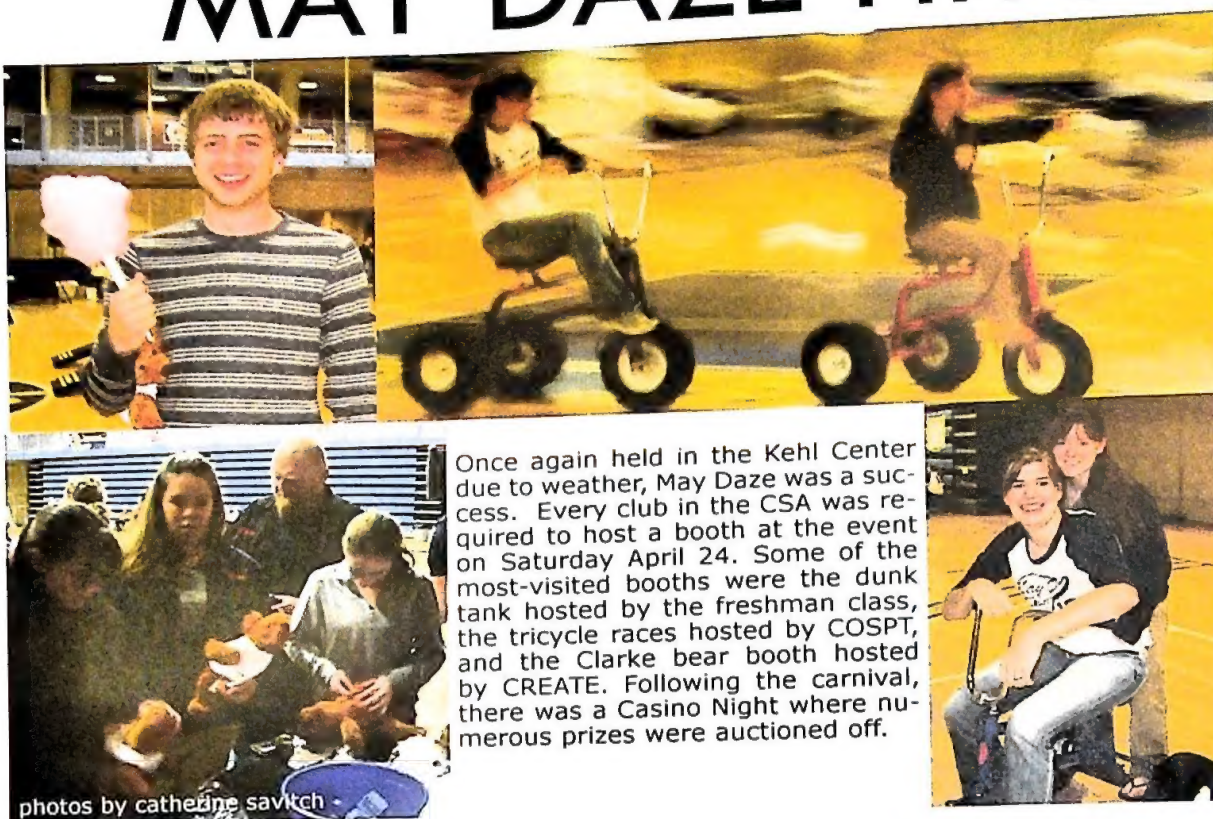 MAY DAZE
Once again held in the Kehl Center
due to weather, May Daze was a suc-
cess. Every club in the CSA was re-
quired to host a booth at the event
on Saturday April 24. Some of the
most-visited booths were the dunk
tank hosted by the freshman class,
the tricycle races hosted by COSPT,
and the Clarke bear booth hosted
by CREATE. Following the carnival,
there was a Casino Night where nu-
merous prizes were auctioned off.
photos by catherine savitch